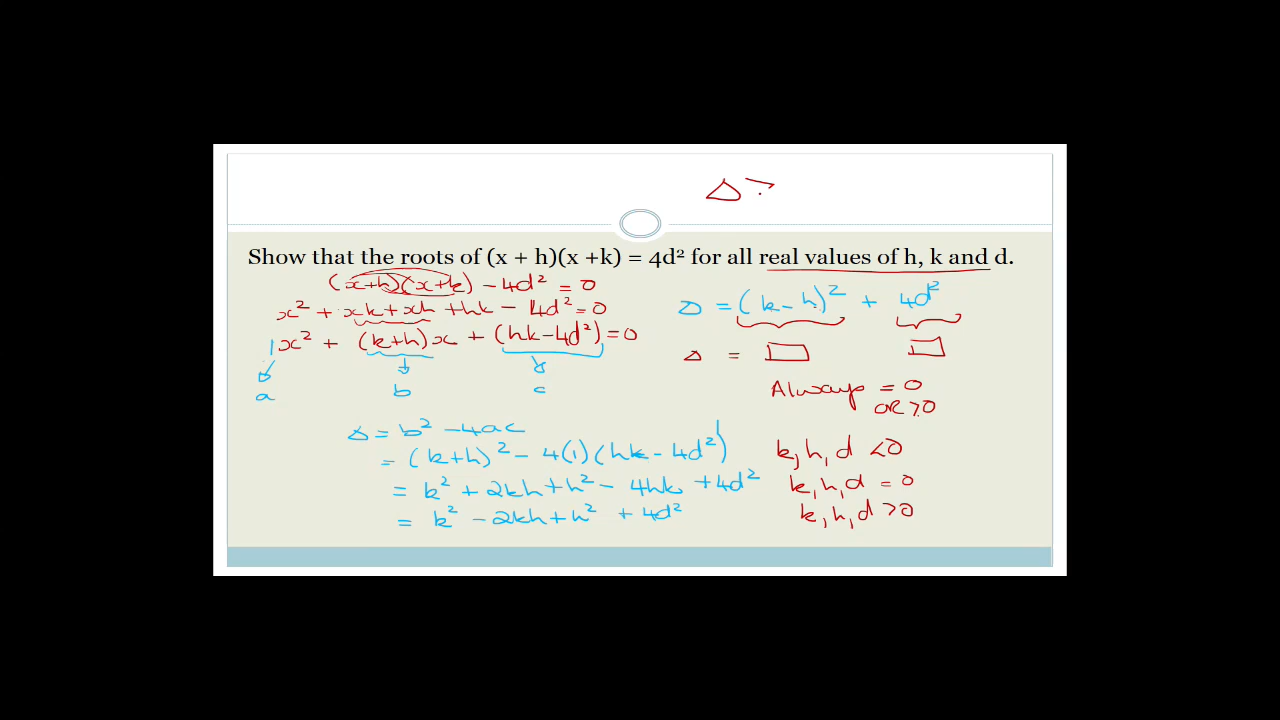 Δ >
Show that the roots of (x + h)(x +k) = 4d² for all real values of h, k and d.
(x+h)(x+k) - 4d² = 0
x² + xk + xh + hk - 4d² = 0
1x² + (k+h)x + (hk - 4d²) = 0
a
b
c
Δ = b² - 4ac
= (k+h)² - 4(1)(hk - 4d²)
= k² + 2kh + h² - 4hk + 4d²
= k² - 2kh + h² + 4d²
Δ = (k - h)² + 4d²
Δ = □ □
Always = 0
OR > 0
k, h, d < 0
k, h, d = 0
k, h, d > 0